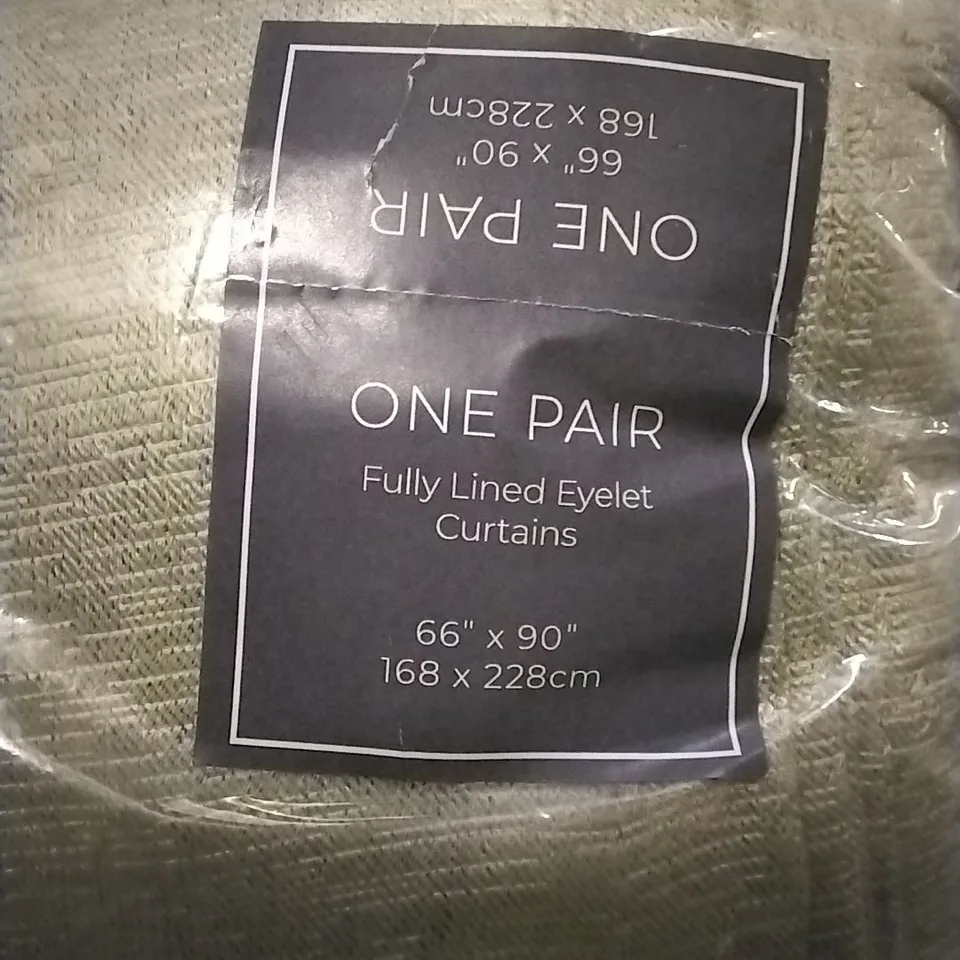 168 x 228cm
66" x 90"
ONE PAIR
ONE PAIR
Fully Lined Eyelet
Curtains
66" x 90"
168 x 228cm